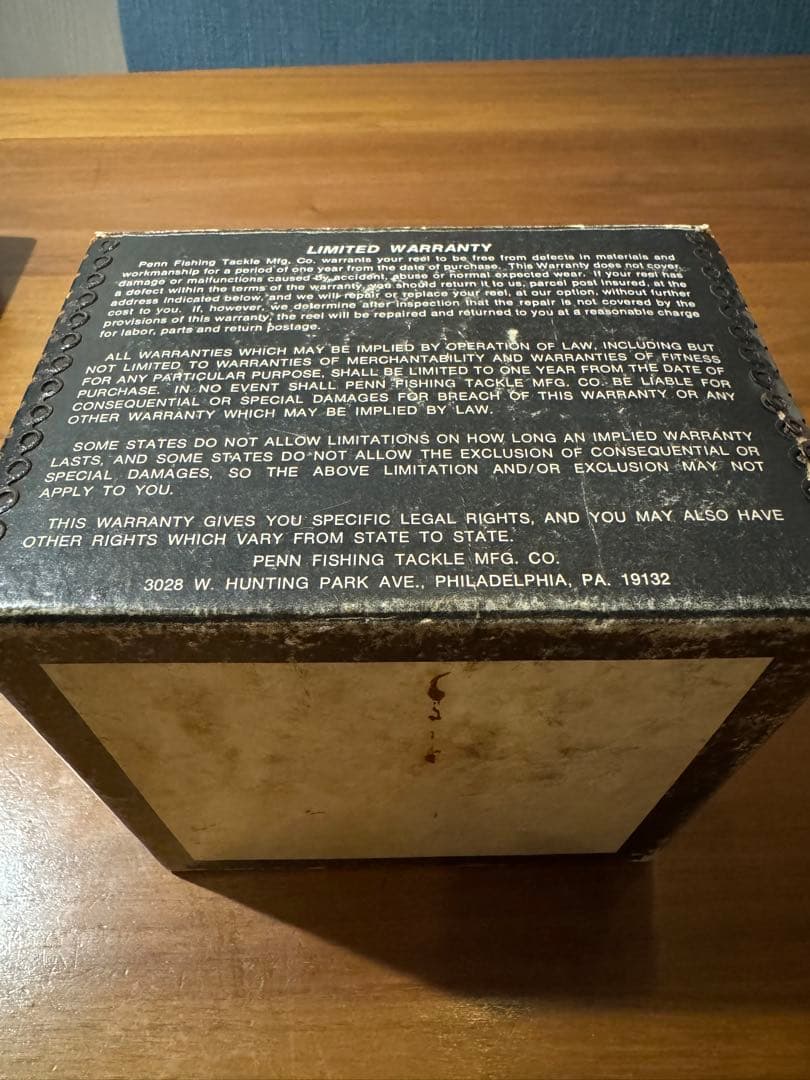 LIMITED WARRANTY
Penn Fishing Tackle Mfg. Co. warrants your reel to be free from defects in materials and
workmanship for a period of one year from the date of purchase. This Warranty does not cover
damage or malfunctions caused by accident, abuse or normal expected wear. If your reel has
a defect within the terms of the warranty, you should return it to us, parcel post insured, at the
address indicated below, and we will repair or replace your reel, at our option, without further
cost to you. If, however, we determine after inspection that the repair is not covered by the
provisions of this warranty, the reel will be repaired and returned to you at a reasonable charge
for labor, parts and return postage.
ALL WARRANTIES WHICH MAY BE IMPLIED BY OPERATION OF LAW, INCLUDING BUT
NOT LIMITED TO WARRANTIES OF MERCHANTABILITY AND WARRANTIES OF FITNESS
FOR ANY PARTICULAR PURPOSE, SHALL BE LIMITED TO ONE YEAR FROM THE DATE OF
PURCHASE. IN NO EVENT SHALL PENN FISHING TACKLE MFG. CO. BE LIABLE FOR
CONSEQUENTIAL OR SPECIAL DAMAGES FOR BREACH OF THIS WARRANTY OR ANY
OTHER WARRANTY WHICH MAY BE IMPLIED BY LAW.
SOME STATES DO NOT ALLOW LIMITATIONS ON HOW LONG AN IMPLIED WARRANTY
LASTS, AND SOME STATES DO NOT ALLOW THE EXCLUSION OF CONSEQUENTIAL OR
SPECIAL DAMAGES, SO THE ABOVE LIMITATION AND/OR EXCLUSION MAY NOT
APPLY TO YOU.
THIS WARRANTY GIVES YOU SPECIFIC LEGAL RIGHTS, AND YOU MAY ALSO HAVE
OTHER RIGHTS WHICH VARY FROM STATE TO STATE.
PENN FISHING TACKLE MFG. CO.
3028 W. HUNTING PARK AVE., PHILADELPHIA, PA. 19132